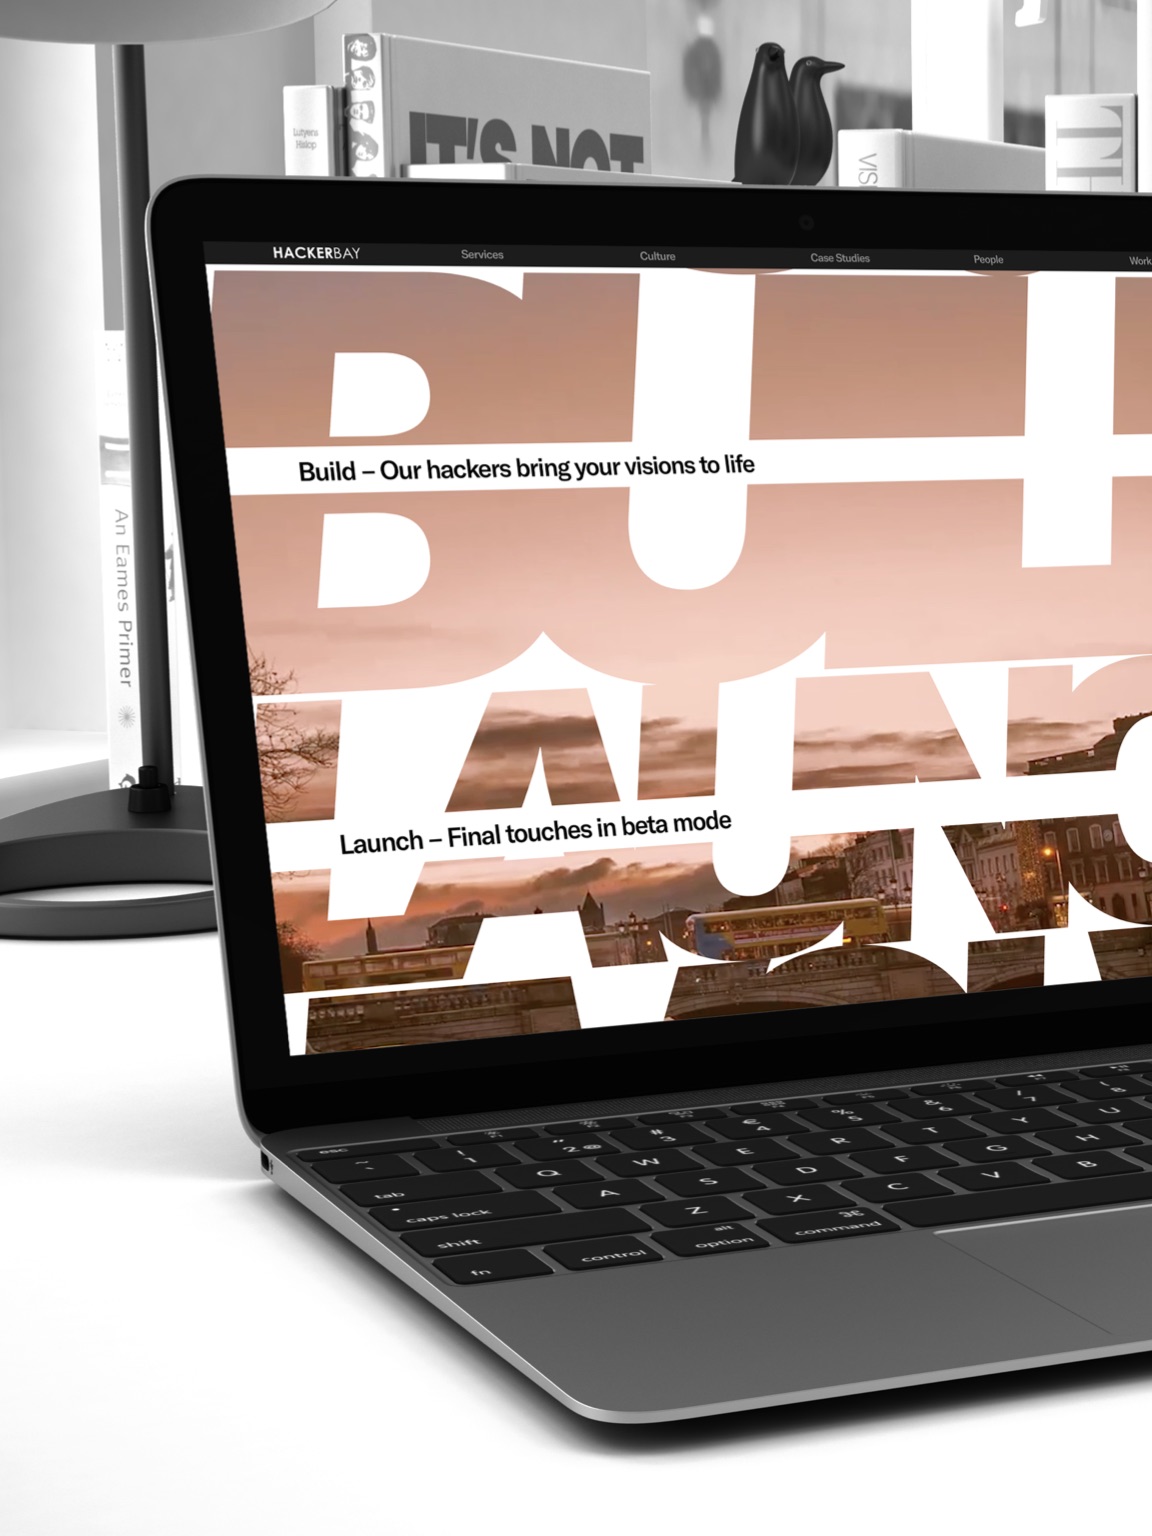 Lutyens
Hislop
IT'S NOT
VIS
T
An Eames Primer
HACKERBAY
Services
Culture
Case Studies
People
Work
BUI
Build – Our hackers bring your visions to life
LAUNC
Launch – Final touches in beta mode
esc
~ `
! 1
" 2 @
# 3
€ 4
% 5
& 6
/ 7
( 8
tab
Q W E R T Y U
caps lock
A S D F G H
shift
Z X C V B
fn
control
alt
option
⌘
command